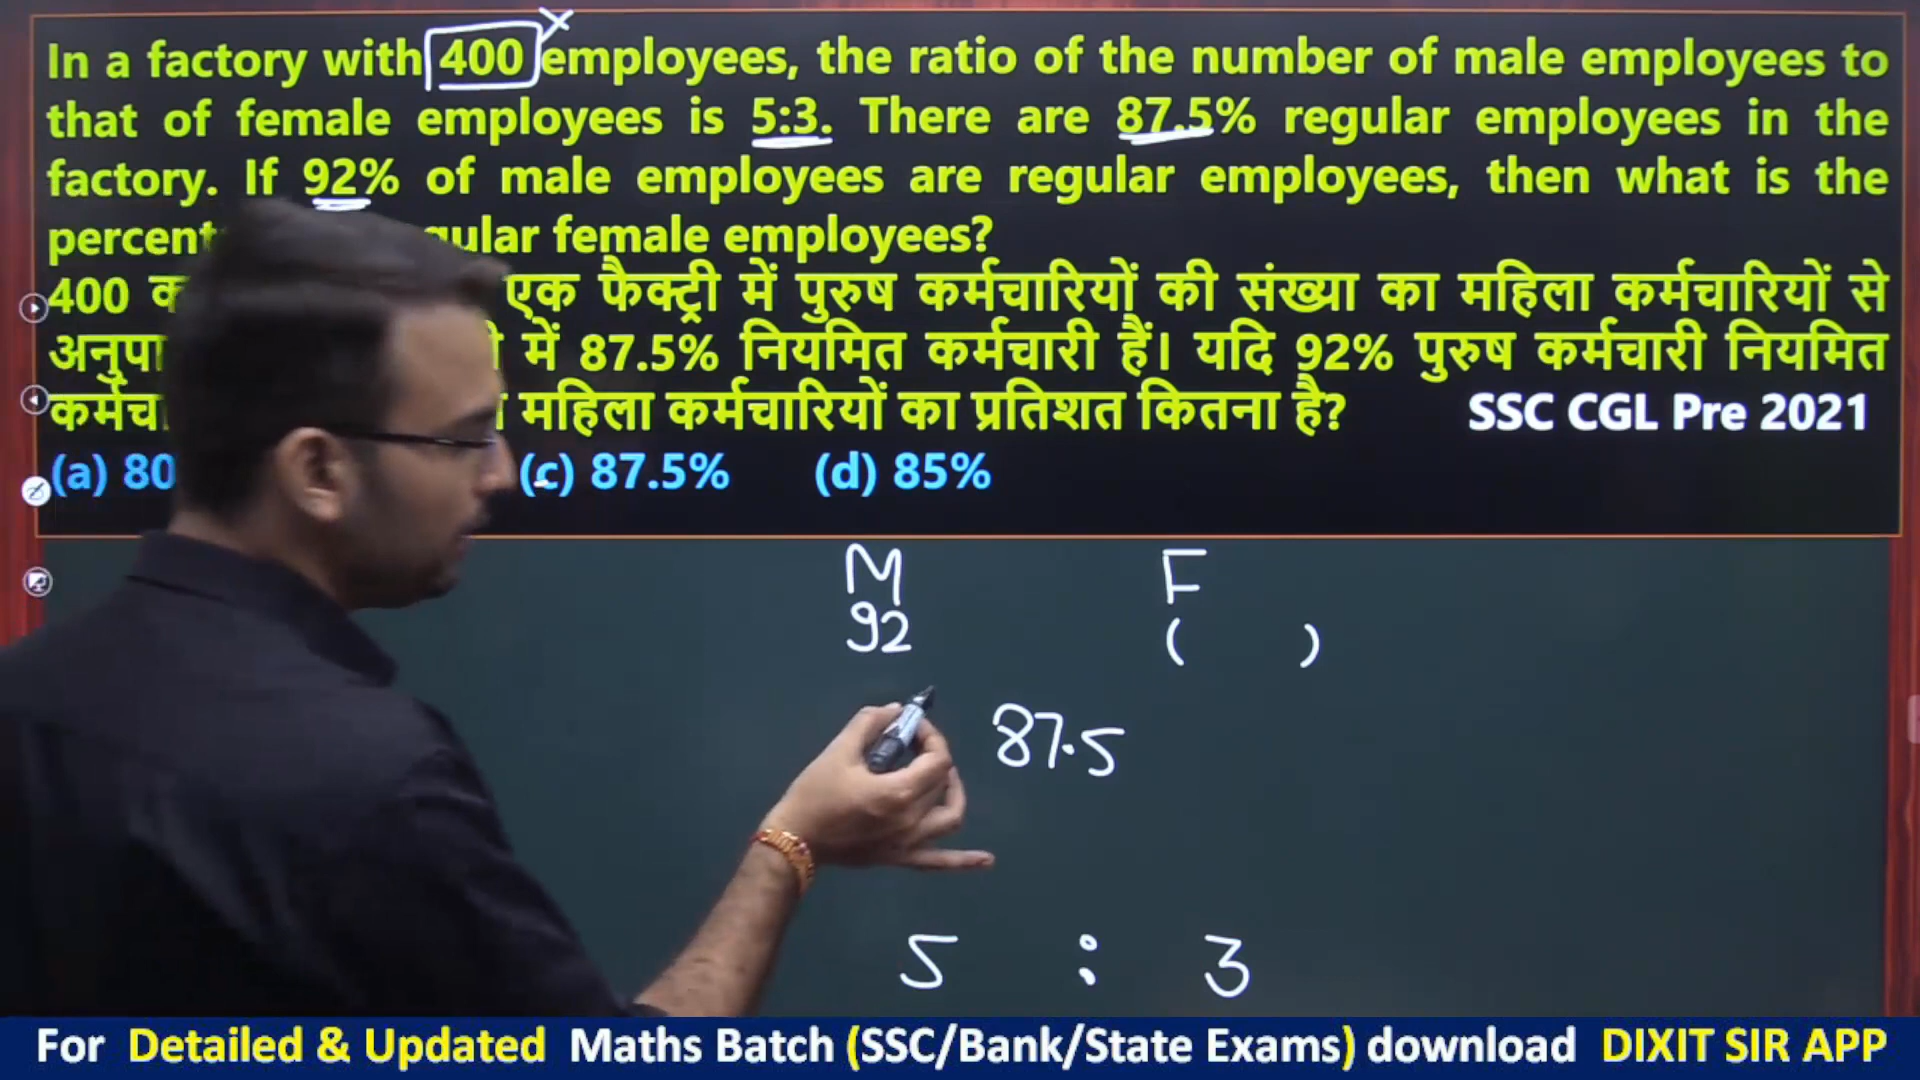 In a factory with 400 employees, the ratio of the number of male employees to
that of female employees is 5:3. There are 87.5% regular employees in the
factory. If 92% of male employees are regular employees, then what is the
female employees?
400 एक फैक्ट्री में पुरुष कर्मचारियों की संख्या का महिला कर्मचारियों से
में 87.5% नियमित कर्मचारी हैं। यदि 92% पुरुष कर्मचारी नियमित
महिला कर्मचारियों का प्रतिशत कितना है? SSC CGL Pre 2021
(a) 80 (c) 87.5% (d) 85%
M F
92 ( )
87.5
5 : 3
For Detailed & Updated Maths Batch (SSC/Bank/State Exams) download DIXIT SIR APP